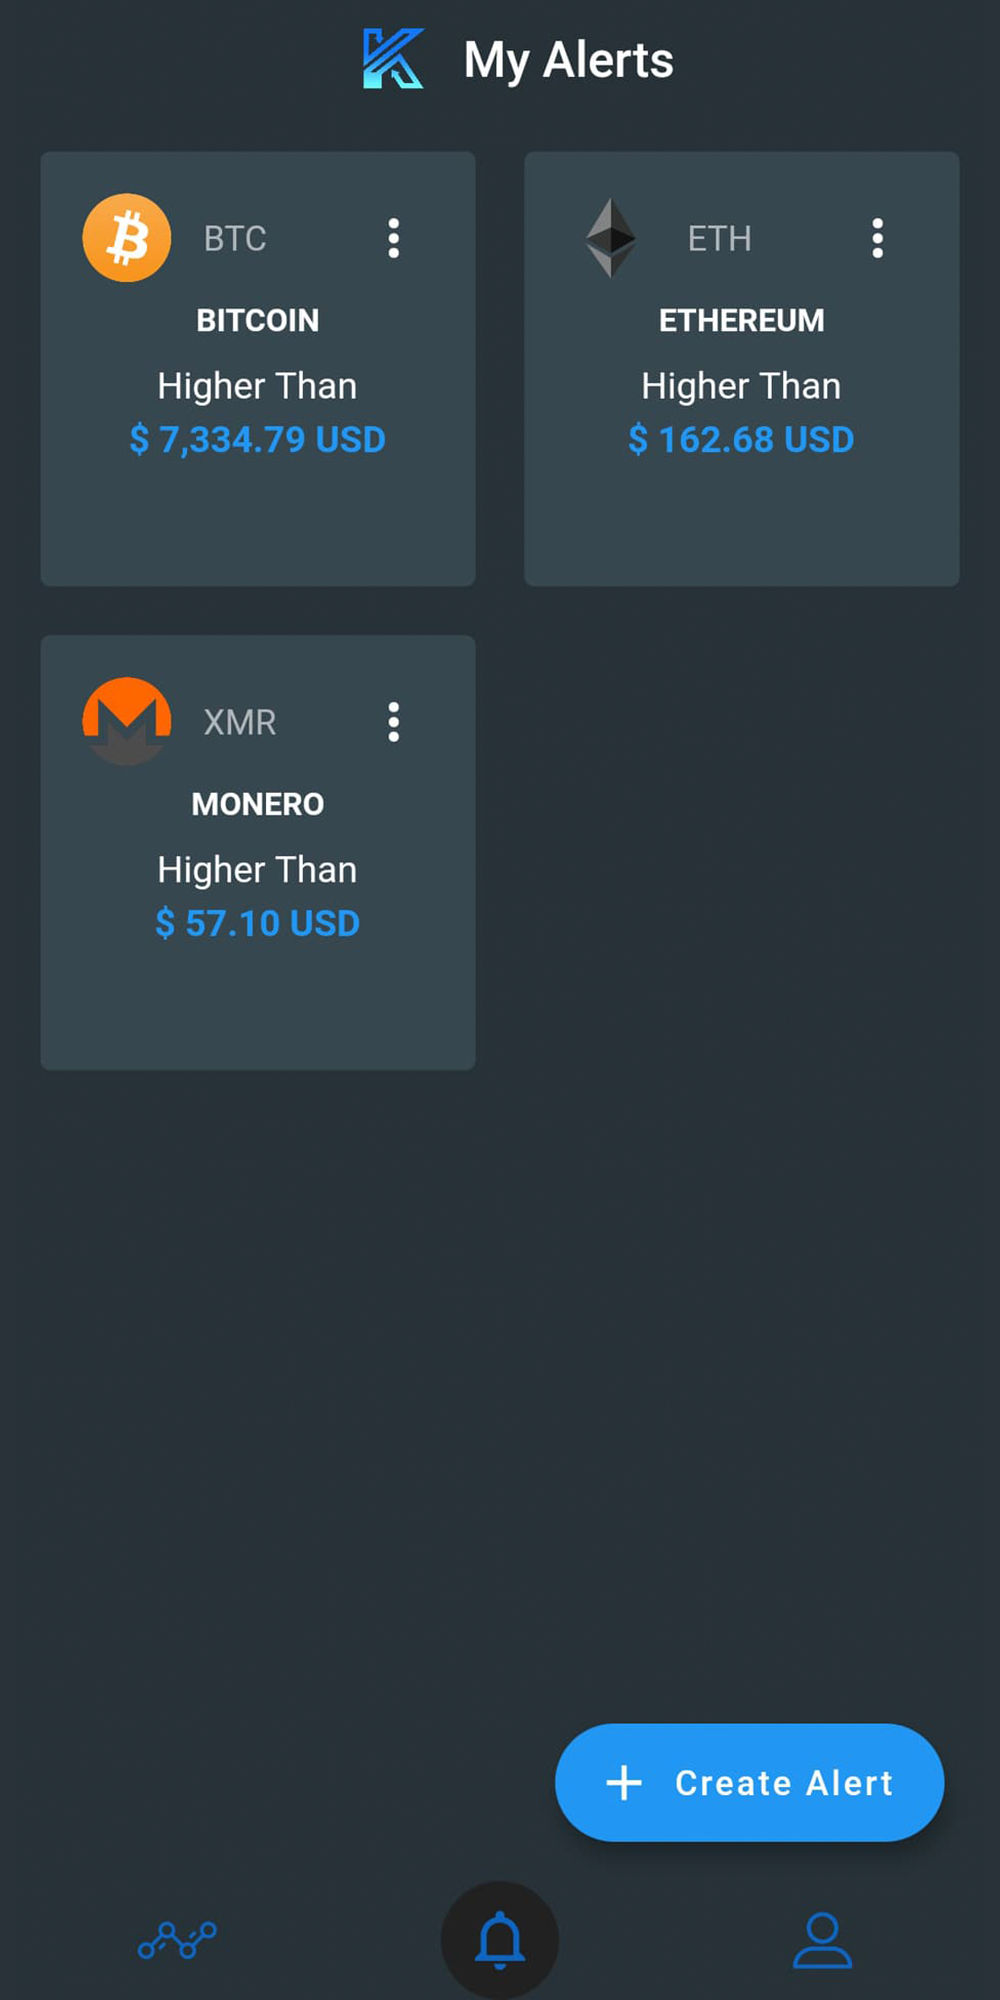 My Alerts
BTC
BITCOIN
Higher Than
$ 7,334.79 USD
ETH
ETHEREUM
Higher Than
$ 162.68 USD
XMR
MONERO
Higher Than
$ 57.10 USD
+ Create Alert